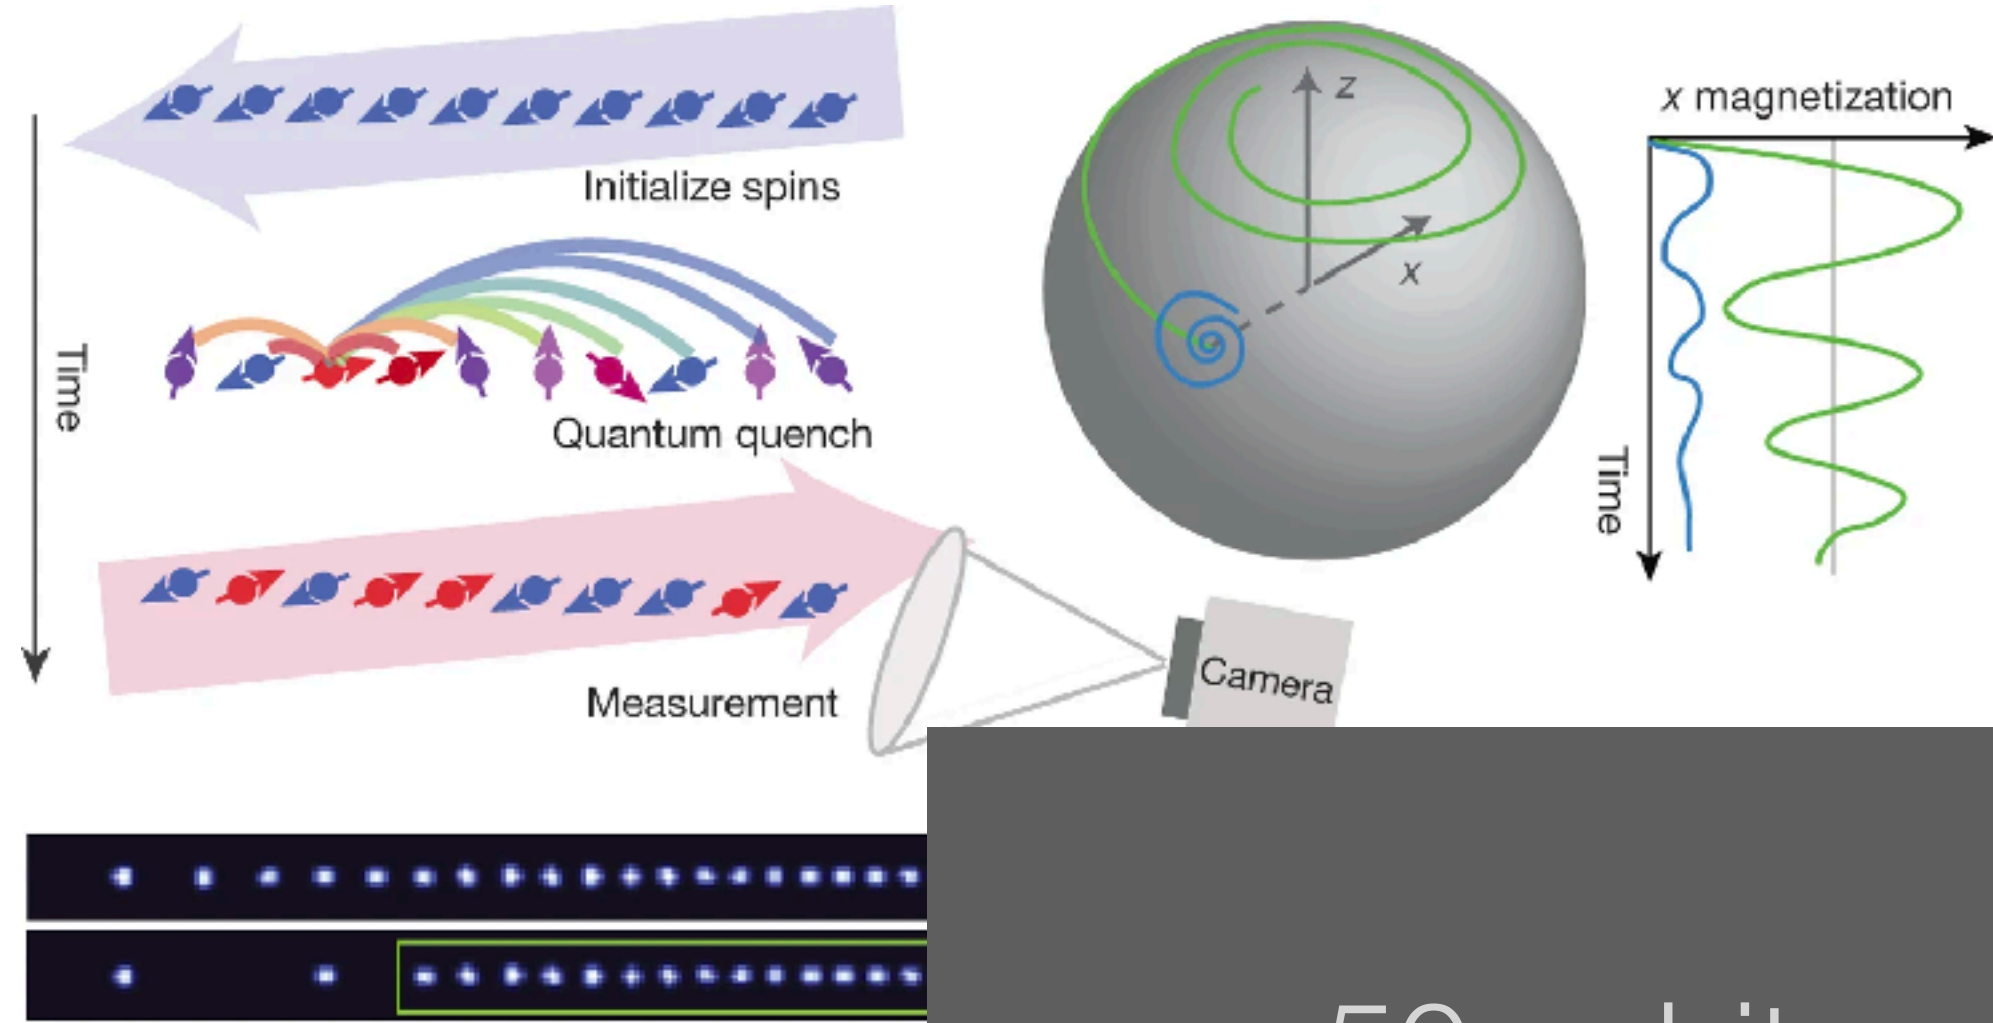 Initialize spins
Time
Quantum quench
Measurement
z
x
x magnetization
Time
Camera